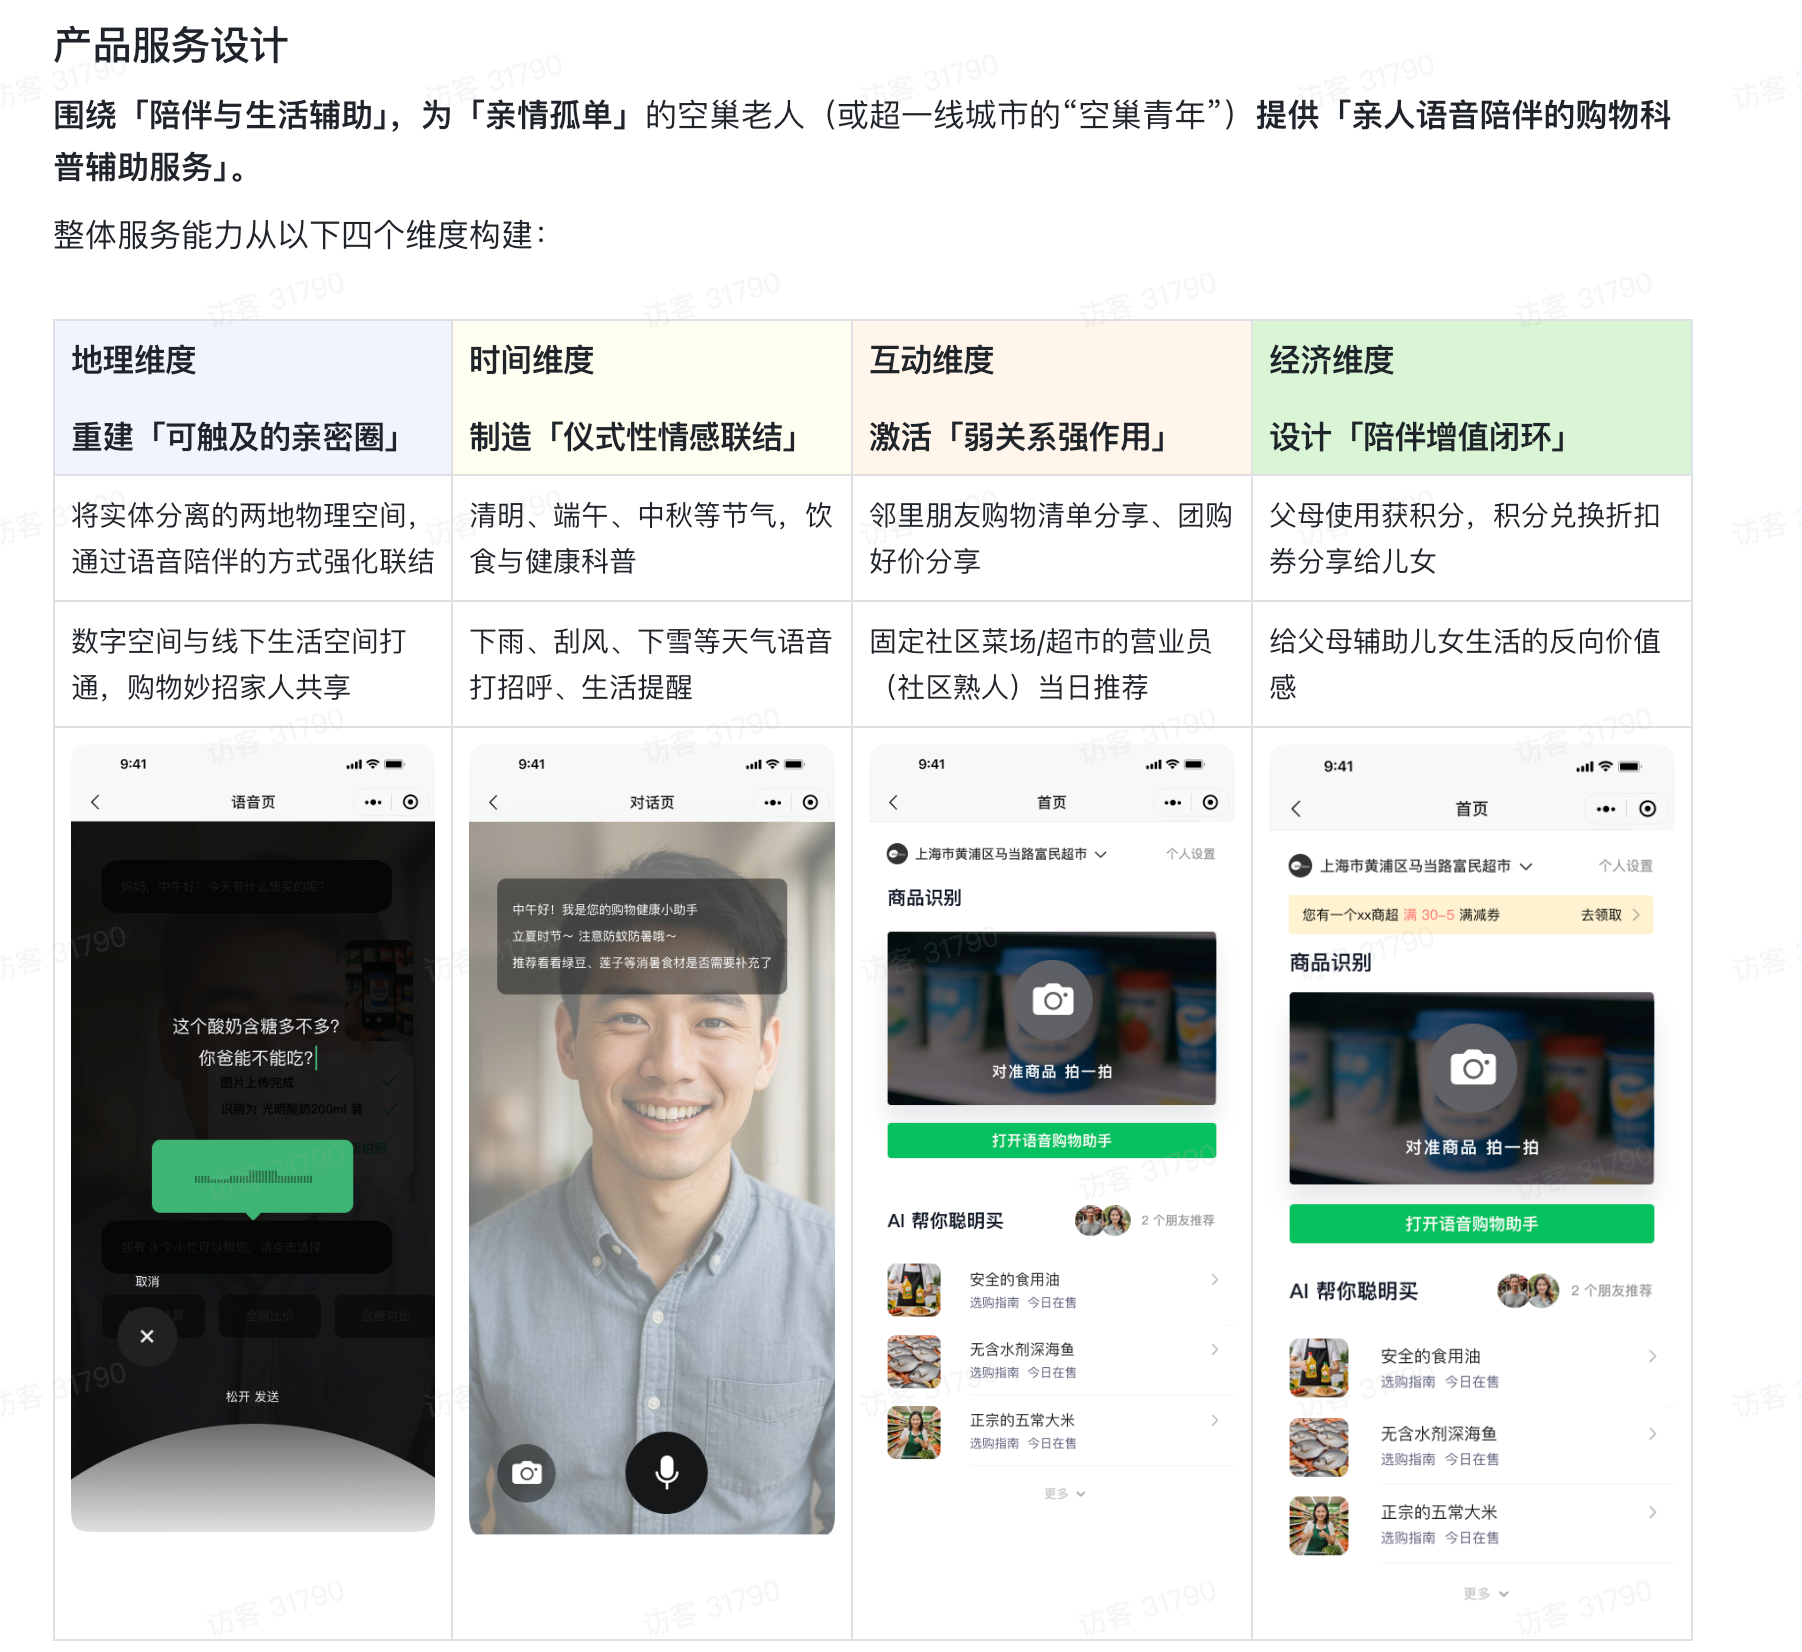 产品服务设计
围绕「陪伴与生活辅助」，为「亲情孤单」的空巢老人（或超一线城市的“空巢青年”）提供「亲人语音陪伴的购物科
普辅助服务」。
整体服务能力从以下四个维度构建：
地理维度
重建「可触及的亲密圈」
时间维度
制造「仪式性情感联结」
互动维度
激活「弱关系强作用」
经济维度
设计「陪伴增值闭环」
将实体分离的两地物理空间，
通过语音陪伴的方式强化联结
清明、端午、中秋等节气，饮
食与健康科普
邻里朋友购物清单分享、团购
好价分享
父母使用获积分，积分兑换折扣
券分享给儿女
数字空间与线下生活空间打
通，购物妙招家人共享
下雨、刮风、下雪等天气语音
打招呼、生活提醒
固定社区菜场/超市的营业员
（社区熟人）当日推荐
给父母辅助儿女生活的反向价值
感
9:41
语音页
妈妈，中午好！今天有什么想买的呢?
这个酸奶含糖多不多?
你爸能不能吃?
图片上传完成
识别为 光明酸奶200ml 装
我有 3 个小忙可以帮您，请点击选择：
取消
全网比价
含糖对比
松开 发送
9:41
对话页
中午好！我是您的购物健康小助手
立夏时节～ 注意防蚊防暑哦～
推荐看看绿豆、莲子等消暑食材是否需要补充了
9:41
首页
上海市黄浦区马当路富民超市
个人设置
商品识别
对准商品 拍一拍
打开语音购物助手
AI 帮你聪明买
2 个朋友推荐
安全的食用油
选购指南 今日在售
无含水剂深海鱼
选购指南 今日在售
正宗的五常大米
选购指南 今日在售
更多
9:41
首页
上海市黄浦区马当路富民超市
个人设置
您有一个xx商超 满 30-5 满减券
去领取
商品识别
对准商品 拍一拍
打开语音购物助手
AI 帮你聪明买
2 个朋友推荐
安全的食用油
选购指南 今日在售
无含水剂深海鱼
选购指南 今日在售
正宗的五常大米
选购指南 今日在售
更多
访客 31790